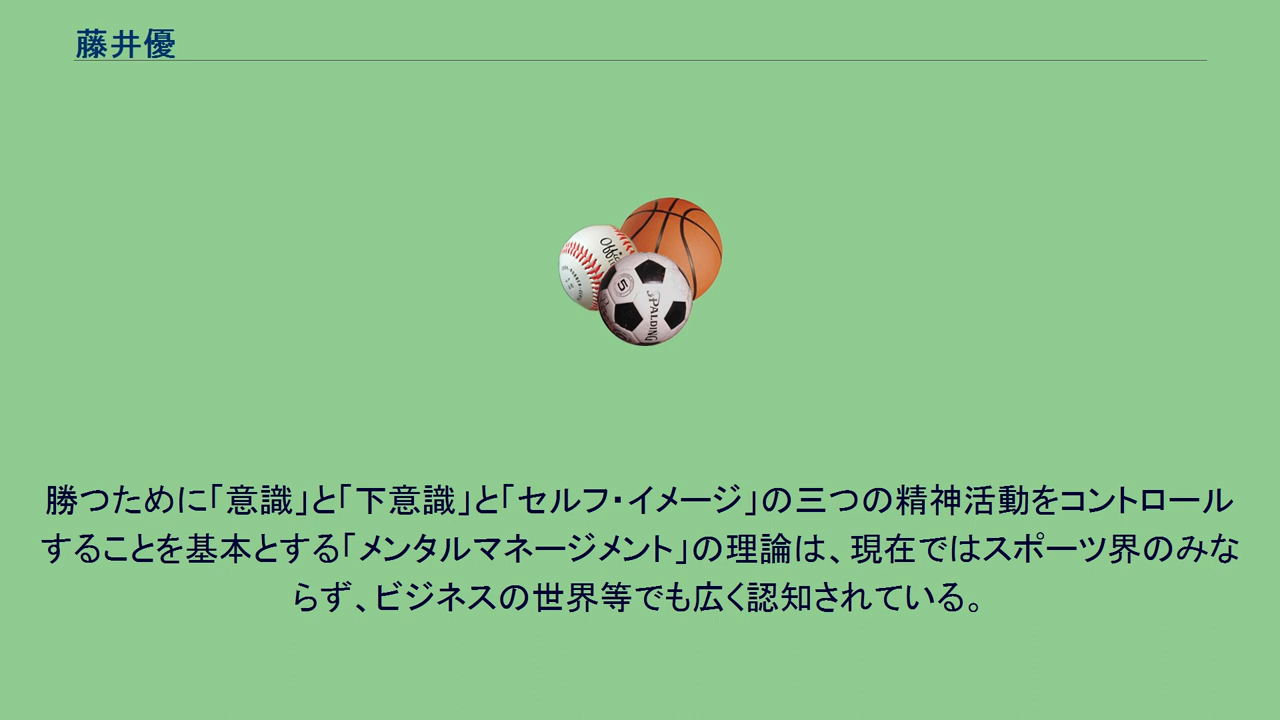 藤井優
Offici
5
SPALDING
勝つために「意識」と「下意識」と「セルフ・イメージ」の三つの精神活動をコントロール
することを基本とする「メンタルマネージメント」の理論は、現在ではスポーツ界のみな
らず、ビジネスの世界等でも広く認知されている。